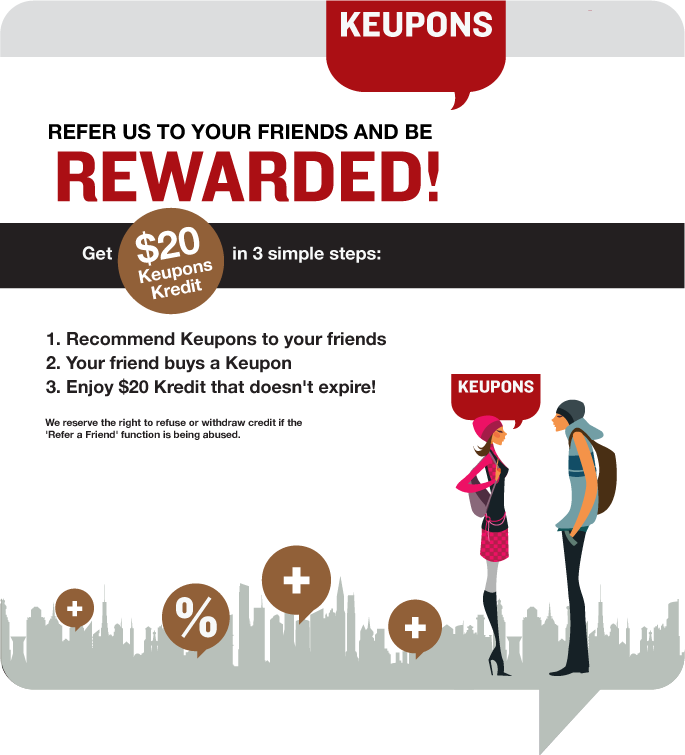 KEUPONS
REFER US TO YOUR FRIENDS AND BE
REWARDED!
Get $20 Keupons Kredit in 3 simple steps:
1. Recommend Keupons to your friends
2. Your friend buys a Keupon
3. Enjoy $20 Kredit that doesn't expire!
We reserve the right to refuse or withdraw credit if the
'Refer a Friend' function is being abused.
KEUPONS
+
%
+
+